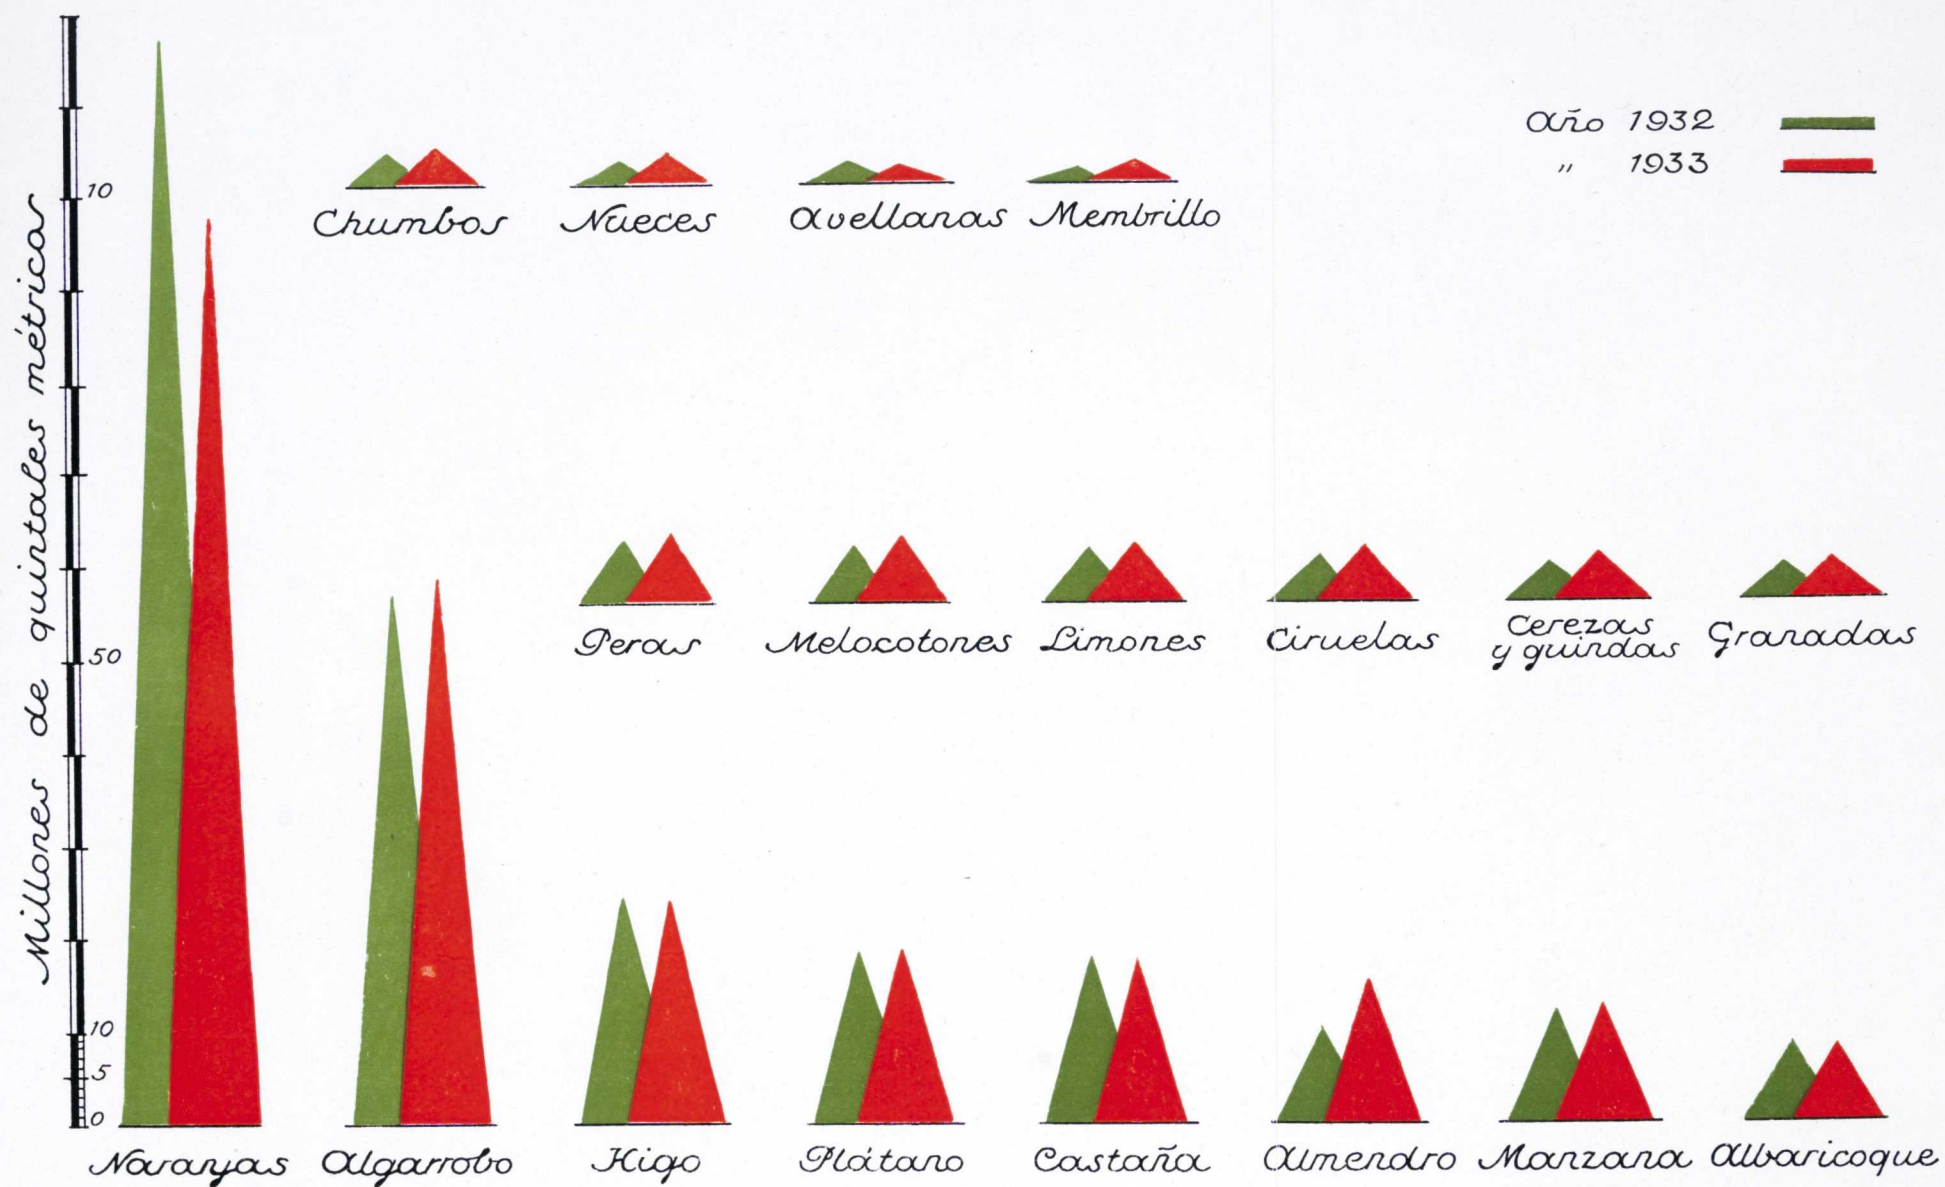 Año 1932
„ 1933
Millones de quintales métricos
10
50
10
5
0
Chumbos
Nueces
Avellanas
Membrillo
Peras
Melocotones
Limones
Ciruelas
Cerezas
y guindas
Granadas
Naranjas
Algarrobo
Higo
Plátano
Castaña
Almendro
Manzana
Albaricoque